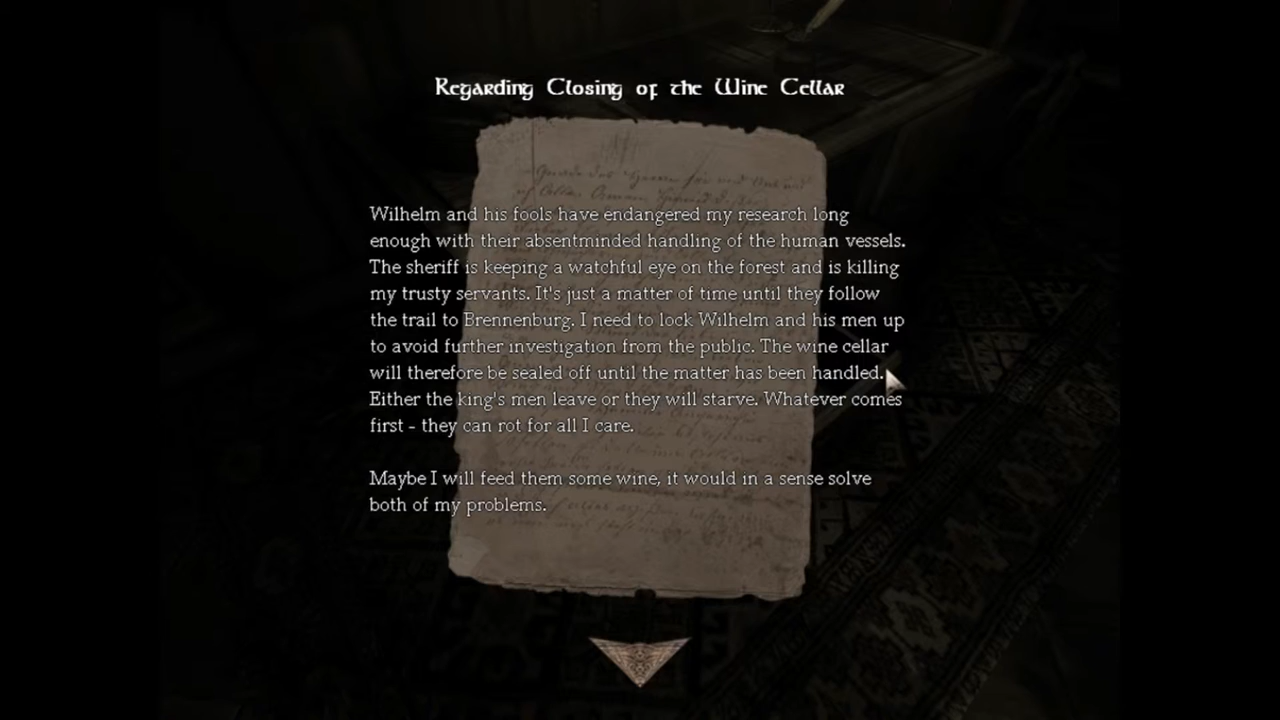 Regarding Closing of the Wine Cellar
Wilhelm and his fools have endangered my research long
enough with their absentminded handling of the human vessels.
The sheriff is keeping a watchful eye on the forest and is killing
my trusty servants. It's just a matter of time until they follow
the trail to Brennenburg. I need to lock Wilhelm and his men up
to avoid further investigation from the public. The wine cellar
will therefore be sealed off until the matter has been handled.
Either the king's men leave or they will starve. Whatever comes
first - they can rot for all I care.
Maybe I will feed them some wine, it would in a sense solve
both of my problems.